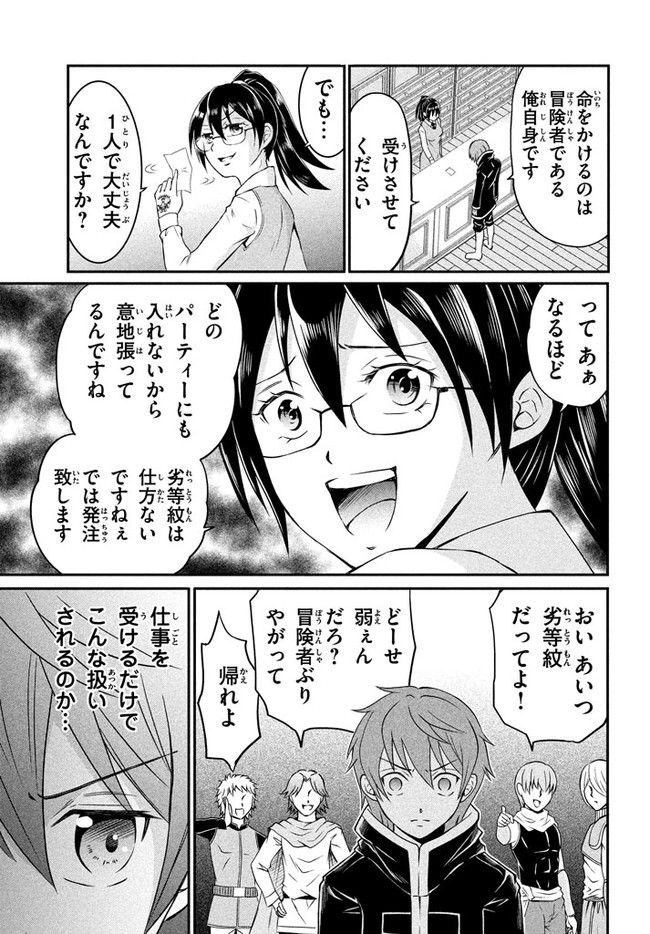 命をかけるのは
冒険者である
俺自身です
受けさせて
ください
でも…
1人で大丈夫
なんですか?
って あぁ
なるほど
どの
パーティーにも
入れないから
意地張って
るんですね
劣等紋は
仕方ない
ですねぇ
では発注
致します
おい あいつ
劣等紋
だってよ!
どーせ
弱ぇん
だろ?
冒険者ぶり
やがって
帰れよ
仕事を
受けるだけで
こんな扱い
されるのか…